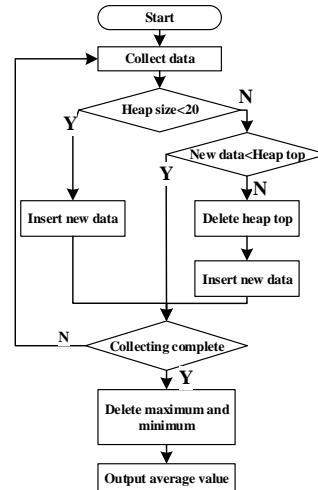 Start
Collect data
Heap size<20
N
Y
New data<Heap top
Y
N
Insert new data
Delete heap top
Insert new data
N
Collecting complete
Y
Delete maximum and
minimum
Output average value